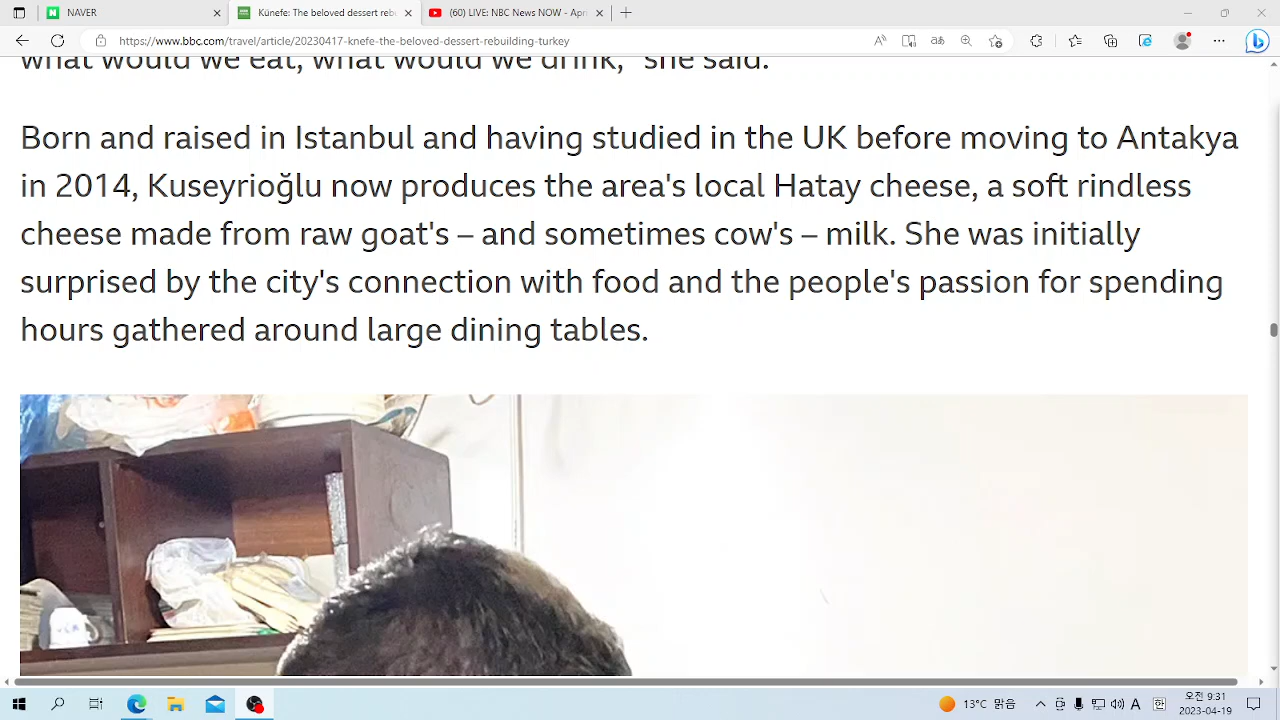 NAVER
Künefe: The beloved dessert reb
(60) LIVE: NBC News NOW - Apr
https://www.bbc.com/travel/article/20230417-knefe-the-beloved-dessert-rebuilding-turkey
what would we eat, what would we drink," she said.
Born and raised in Istanbul and having studied in the UK before moving to Antakya
in 2014, Kuseyrioğlu now produces the area's local Hatay cheese, a soft rindless
cheese made from raw goat's – and sometimes cow's – milk. She was initially
surprised by the city's connection with food and the people's passion for spending
hours gathered around large dining tables.
13°C 맑음
A
오전 9:31
2023-04-19